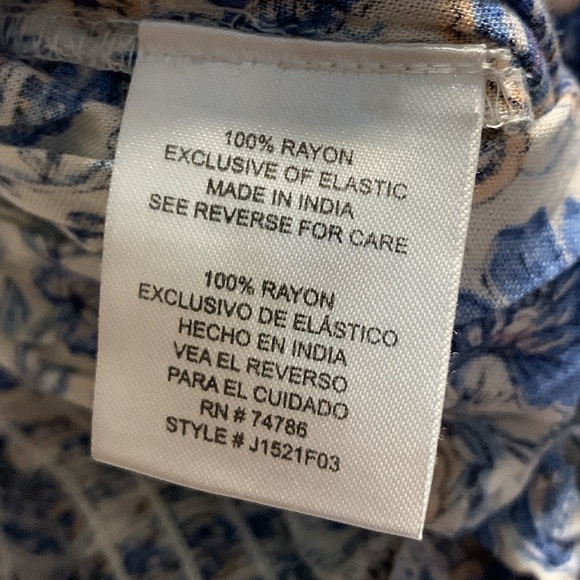 100% RAYON
EXCLUSIVE OF ELASTIC
MADE IN INDIA
SEE REVERSE FOR CARE
100% RAYON
EXCLUSIVO DE ELÁSTICO
HECHO EN INDIA
VEA EL REVERSO
PARA EL CUIDADO
RN # 74786
STYLE # J1521F03